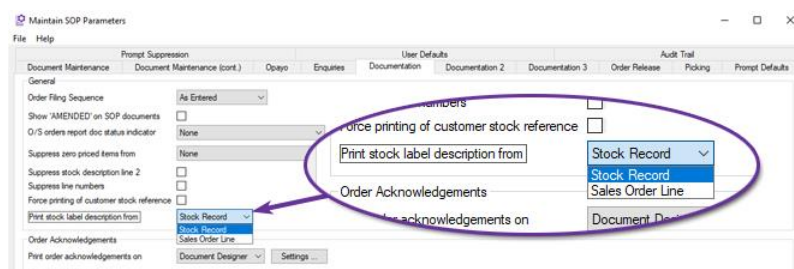 Maintain SOP Parameters
File Help
Prompt Suppression User Defaults Audit Trail
Document Maintenance Document Maintenance (cont.) Opayo Enquiries Documentation Documentation 2 Documentation 3 Order Release Picking Prompt Defaults
General
Order Filing Sequence As Entered
Show 'AMENDED' on SOP documents
O/S orders report doc status indicator None
Suppress zero priced items from None
Suppress stock description line 2
Suppress line numbers
Force printing of customer stock reference
Print stock label description from Stock Record
Stock Record
Sales Order Line
Order Acknowledgements
Print order acknowledgements on Document Designer Settings ...
numbers
Force printing of customer stock reference
Print stock label description from Stock Record
Stock Record
Sales Order Line
Order Acknowledgements
acknowledgements on Document